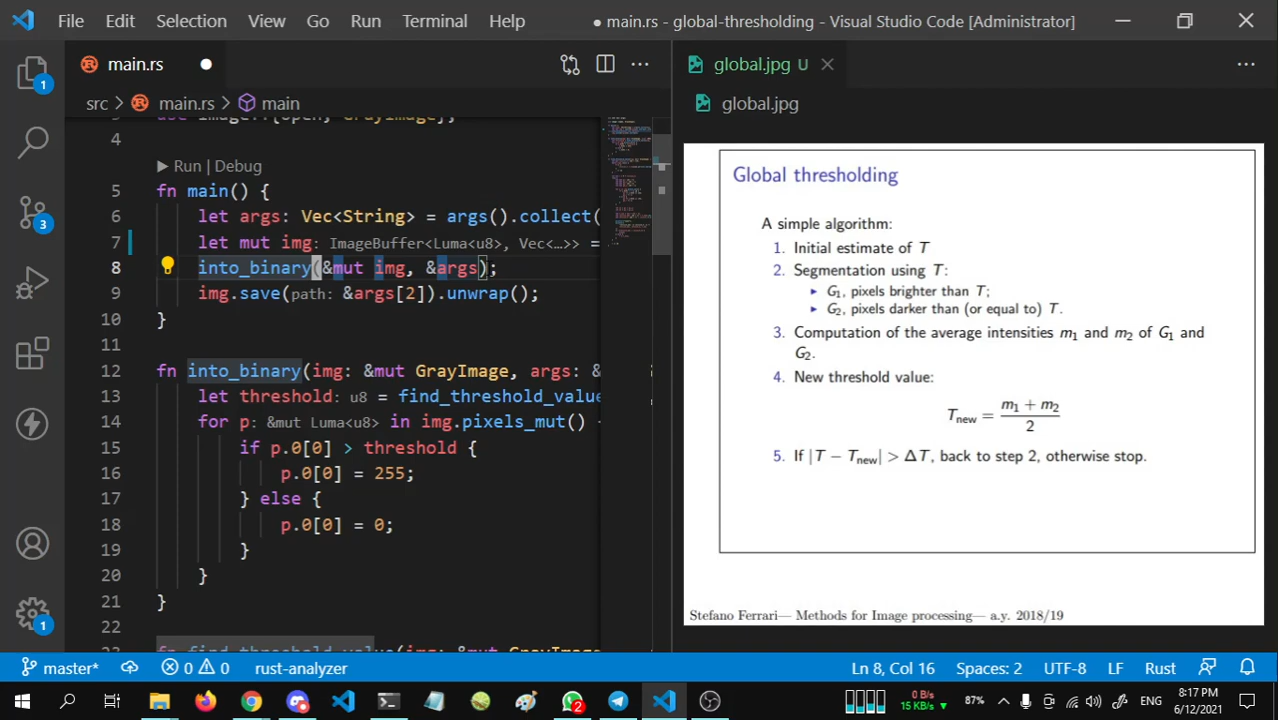 File Edit Selection View Go Run Terminal Help
● main.rs - global-thresholding - Visual Studio Code [Administrator]
main.rs
src > main.rs > main
4
Run | Debug
5 fn main() {
6 let args: Vec<String> = args().collect(
7 let mut img: ImageBuffer<Luma<u8>, Vec<…>> =
8 into_binary(&mut img, &args);
9 img.save(path: &args[2]).unwrap();
10 }
11
12 fn into_binary(img: &mut GrayImage, args: &
13 let threshold: u8 = find_threshold_value
14 for p: &mut Luma<u8> in img.pixels_mut()
15 if p.0[0] > threshold {
16 p.0[0] = 255;
17 } else {
18 p.0[0] = 0;
19 }
20 }
21 }
22
global.jpg U
global.jpg
Global thresholding
A simple algorithm:
1. Initial estimate of T
2. Segmentation using T:
▸ G₁, pixels brighter than T;
▸ G₂, pixels darker than (or equal to) T.
3. Computation of the average intensities m₁ and m₂ of G₁ and
G₂.
4. New threshold value:
Tnew = (m₁ + m₂) / 2
5. If |T − Tnew| > ΔT, back to step 2, otherwise stop.
Stefano Ferrari— Methods for Image processing— a.y. 2018/19
1
3
1
master* 0 0 rust-analyzer
Ln 8, Col 16 Spaces: 2 UTF-8 LF Rust
2
0 B/s
15 KB/s
87%
ENG
8:17 PM
6/12/2021